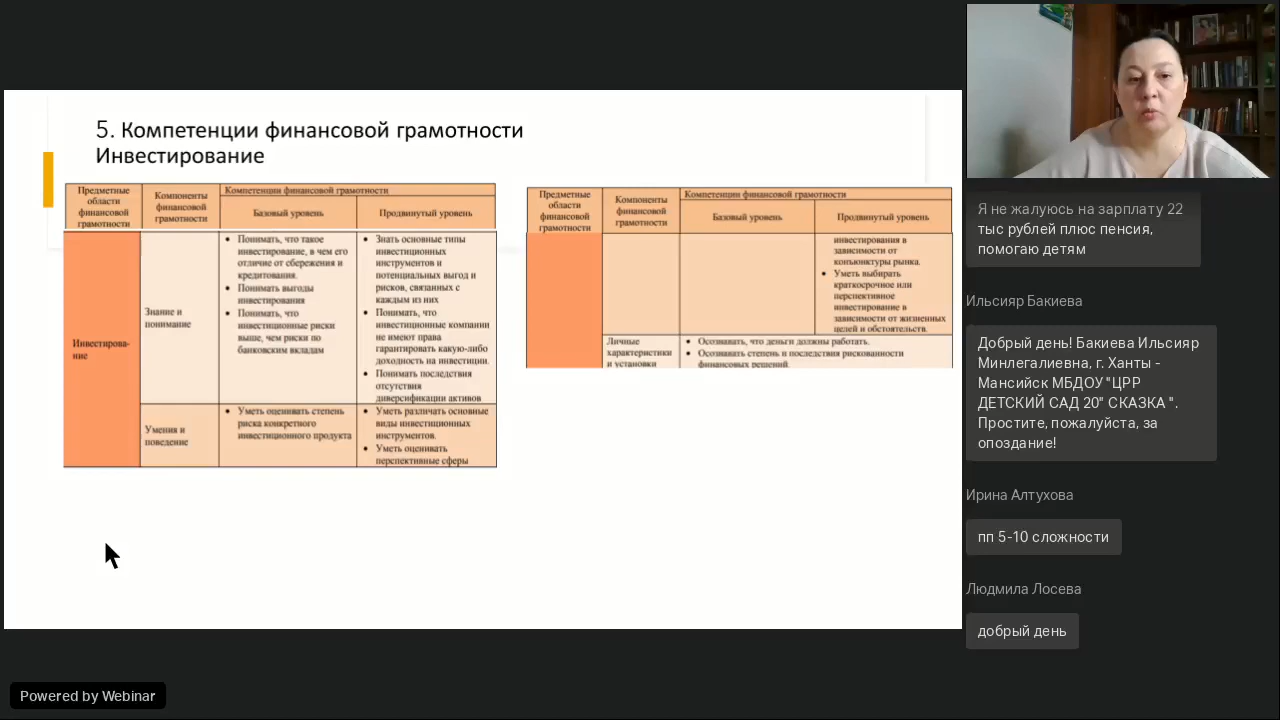 5. Компетенции финансовой грамотности
Инвестирование
Предметные
области
финансовой
грамотности
Компоненты
финансовой
грамотности
Компетенции финансовой грамотности
Базовый уровень
Продвинутый уровень
Инвестирова-
ние
Знание и
понимание
• Понимать, что такое
инвестирование, в чем его
отличие от сбережения и
кредитования.
• Понимать выгоды
инвестирования
• Понимать, что
инвестиционные риски
выше, чем риски по
банковским вкладам
• Знать основные типы
инвестиционных
инструментов и
потенциальных выгод и
рисков, связанных с
каждым из них
• Понимать, что
инвестиционные компании
не имеют права
гарантировать какую-либо
доходность на инвестиции.
• Понимать последствия
отсутствия
диверсификации активов
Умения и
поведение
• Уметь оценивать степень
риска конкретного
инвестиционного продукта
• Уметь различать основные
виды инвестиционных
инструментов.
• Уметь оценивать
перспективные сферы
Предметные
области
финансовой
грамотности
Компоненты
финансовой
грамотности
Компетенции финансовой грамотности
Базовый уровень
Продвинутый уровень
инвестирования в
зависимости от
конъюнктуры рынка.
• Уметь выбирать
краткосрочное или
перспективное
инвестирование в
зависимости от жизненных
целей и обстоятельств.
Личные
характеристики
и установки
• Осознавать, что деньги должны работать.
• Осознавать степень и последствия рискованности
финансовых решений.
Я не жалуюсь на зарплату 22
тыс рублей плюс пенсия,
помогаю детям
Ильсияр Бакиева
Добрый день! Бакиева Ильсияр
Минлегалиевна, г. Ханты -
Мансийск МБДОУ "ЦРР
ДЕТСКИЙ САД 20" СКАЗКА ".
Простите, пожалуйста, за
опоздание!
Ирина Алтухова
пп 5-10 сложности
Людмила Лосева
добрый день
Powered by Webinar